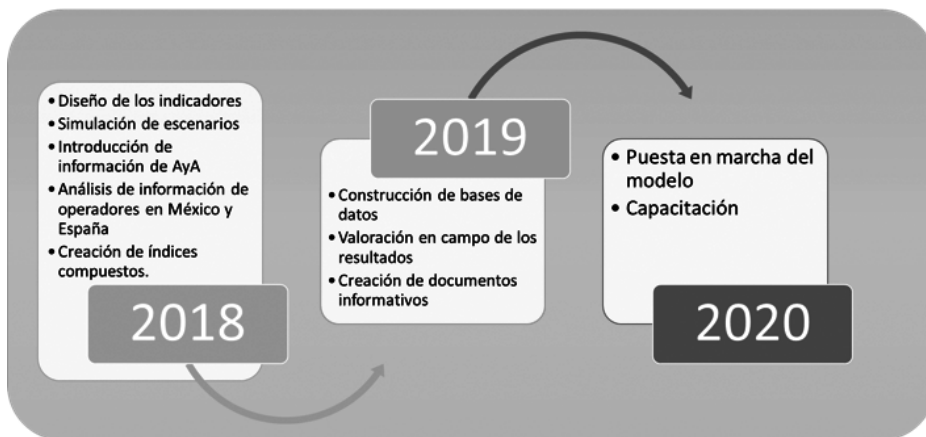 • Diseño de los indicadores
• Simulación de escenarios
• Introducción de
información de AyA
• Análisis de información de
operadores en México y
España
• Creación de índices
compuestos.
2018
2019
• Construcción de bases de
datos
• Valoración en campo de los
resultados
• Creación de documentos
informativos
• Puesta en marcha del
modelo
• Capacitación
2020